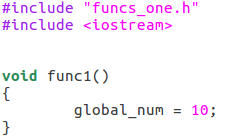 #include "funcs_one.h"
#include <iostream>
void func1()
{
        global_num = 10;
}